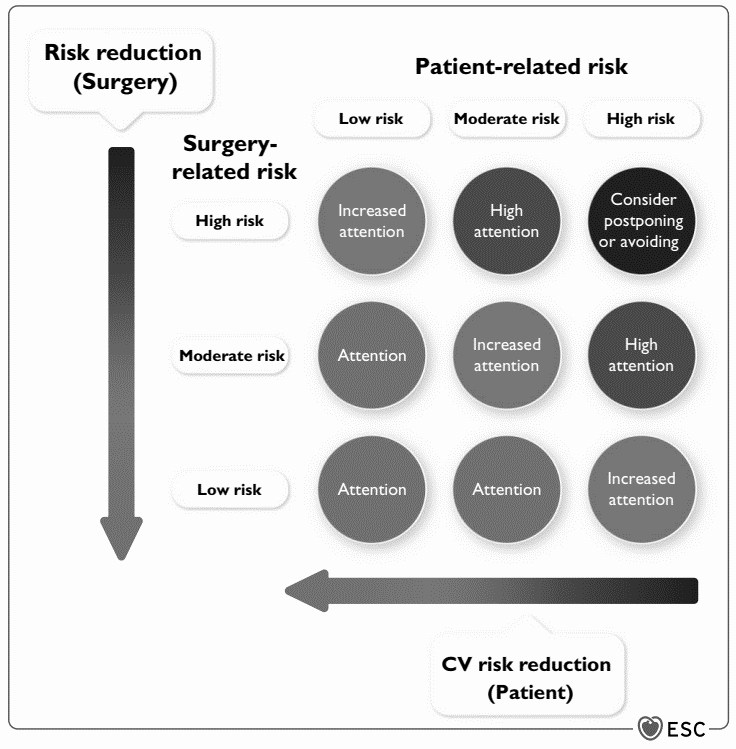 Risk reduction
(Surgery)
Patient-related risk
Low risk
Moderate risk
High risk
Surgery-
related risk
High risk
Increased
attention
High
attention
Consider
postponing
or avoiding
Moderate risk
Attention
Increased
attention
High
attention
Low risk
Attention
Attention
Increased
attention
CV risk reduction
(Patient)
ESC